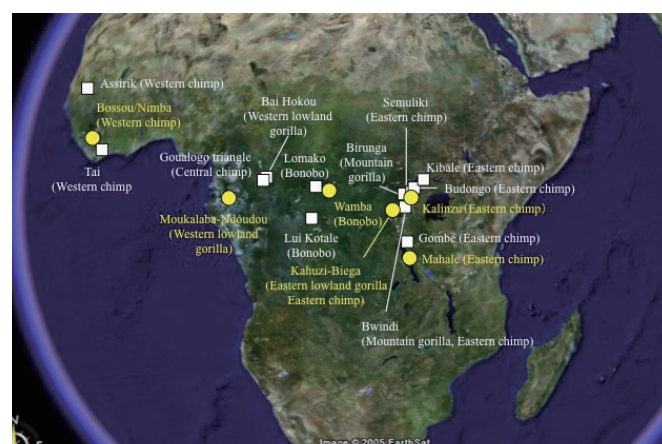 Assirik (Western chimp)
Bossou/Nimba
(Western chimp)
Tai
(Western chimp
Bai Hokou
(Western lowland
gorilla)
Goualogo triangle
(Central chimp)
Moukalaba-Ndoudou
(Western lowland
gorilla)
Lomako
(Bonobo)
Wamba
(Bonobo)
Lui Kotale
(Bonobo)
Semuliki
(Eastern chimp)
Birunga
(Mountain
gorilla)
Kibale (Eastern chimp)
Budongo (Eastern chimp)
Kalinzu(Eastern chimp)
Kahuzi-Biega
(Eastern lowland gorilla
Eastern chimp)
Gombe (Eastern chimp)
Mahale (Eastern chimp)
Bwindi
(Mountain gorilla, Eastern chimp)
N
Image © 2005 EarthSat